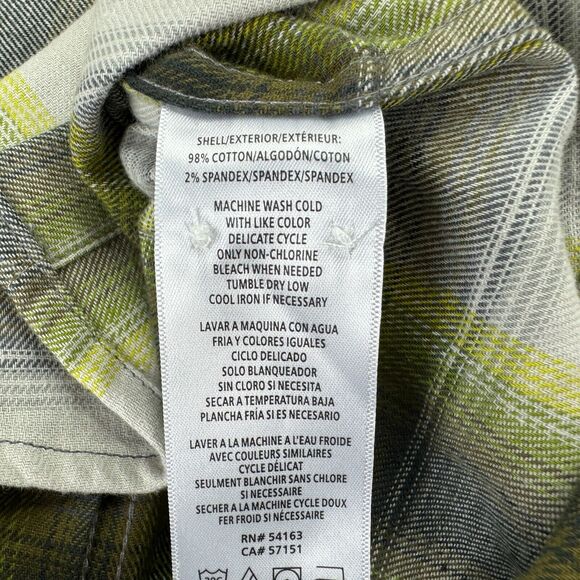 SHELL/EXTERIOR/EXTÉRIEUR:
98% COTTON/ALGODÓN/COTON
2% SPANDEX/SPANDEX/SPANDEX
MACHINE WASH COLD
WITH LIKE COLOR
DELICATE CYCLE
ONLY NON-CHLORINE
BLEACH WHEN NEEDED
TUMBLE DRY LOW
COOL IRON IF NECESSARY
LAVAR A MAQUINA CON AGUA
FRIA Y COLORES IGUALES
CICLO DELICADO
SOLO BLANQUEADOR
SIN CLORO SI NECESITA
SECAR A TEMPERATURA BAJA
PLANCHA FRÍA SI ES NECESARIO
LAVER A LA MACHINE A L'EAU FROIDE
AVEC COULEURS SIMILAIRES
CYCLE DÉLICAT
SEULMENT BLANCHIR SANS CHLORE
SI NECESSAIRE
SECHER A LA MACHINE CYCLE DOUX
FER FROID SI NÉCESSAIRE
RN# 54163
CA# 57151